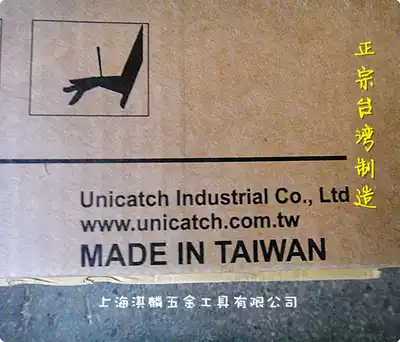 正宗台湾制造
Unicatch Industrial Co., Ltd
www.unicatch.com.tw
MADE IN TAIWAN
上海淇麟五金工具有限公司